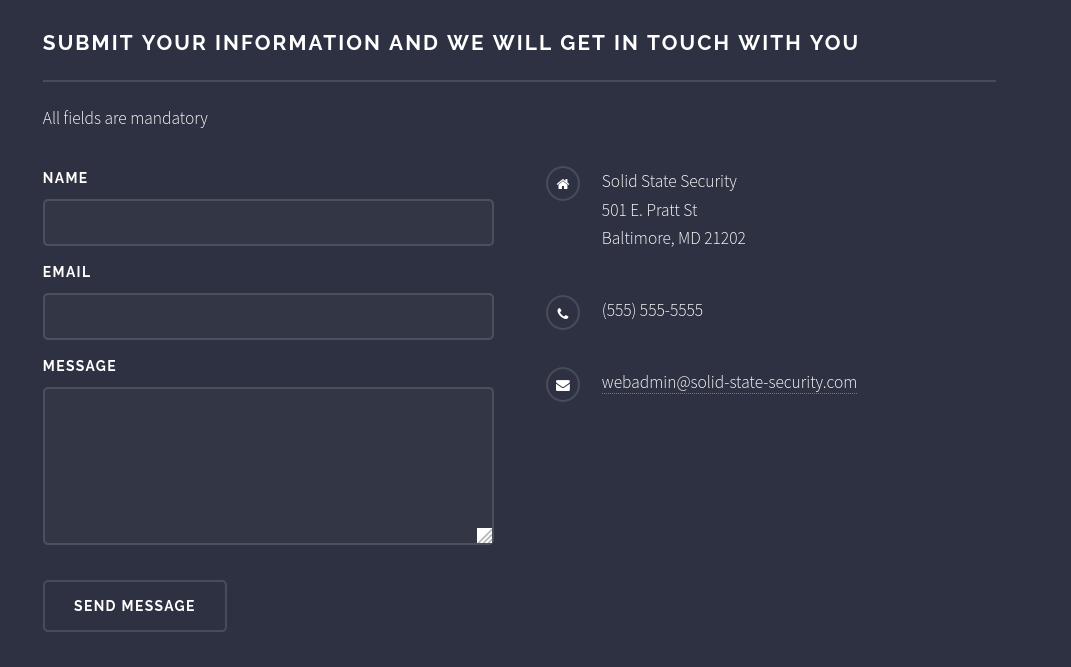 SUBMIT YOUR INFORMATION AND WE WILL GET IN TOUCH WITH YOU
All fields are mandatory
NAME
EMAIL
MESSAGE
SEND MESSAGE
Solid State Security
501 E. Pratt St
Baltimore, MD 21202
(555) 555-5555
webadmin@solid-state-security.com